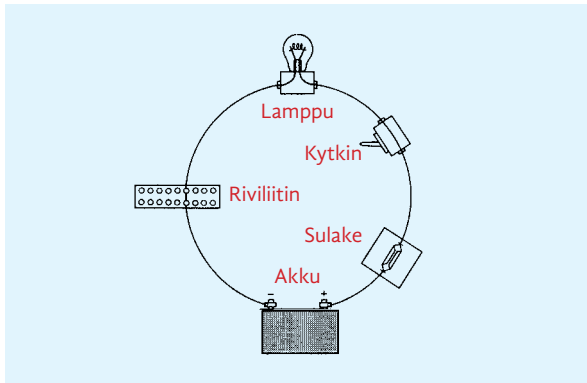 Lamppu
Kytkin
Riviliitin
Sulake
Akku
- +